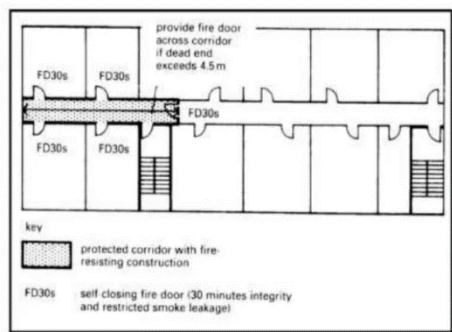 provide fire door
across corridor
if dead end
exceeds 4.5m
FD30s FD30s
FD30s
FD30s FD30s
key
protected corridor with fire-
resisting construction
FD30s self-closing fire door (30 minutes integrity
and restricted smoke leakage)